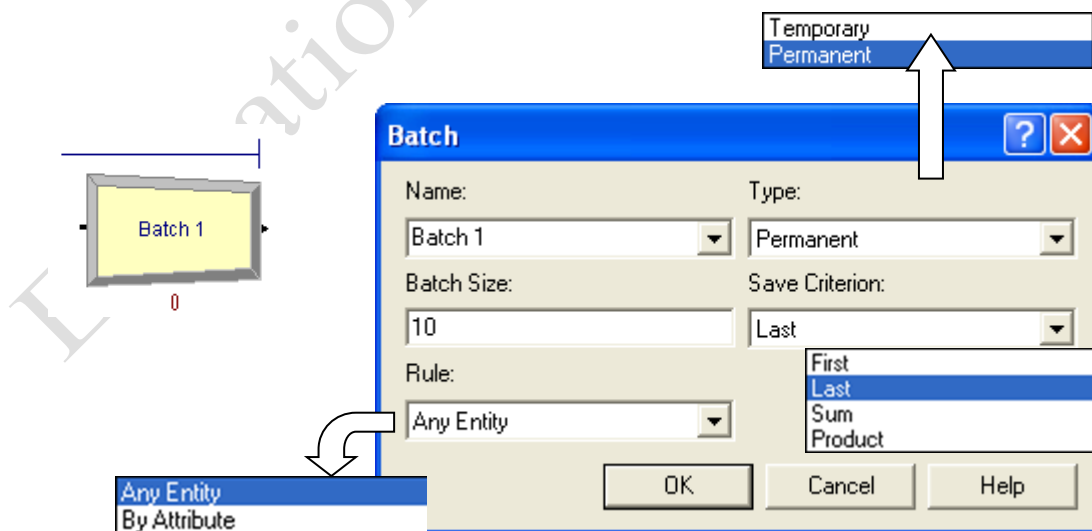 Temporary
Permanent
Batch
Name:
Type:
Batch 1
Batch 1
Permanent
Batch Size:
Save Criterion:
0
10
Last
Rule:
First
Last
Sum
Product
Any Entity
OK
Cancel
Help
Any Entity
By Attribute